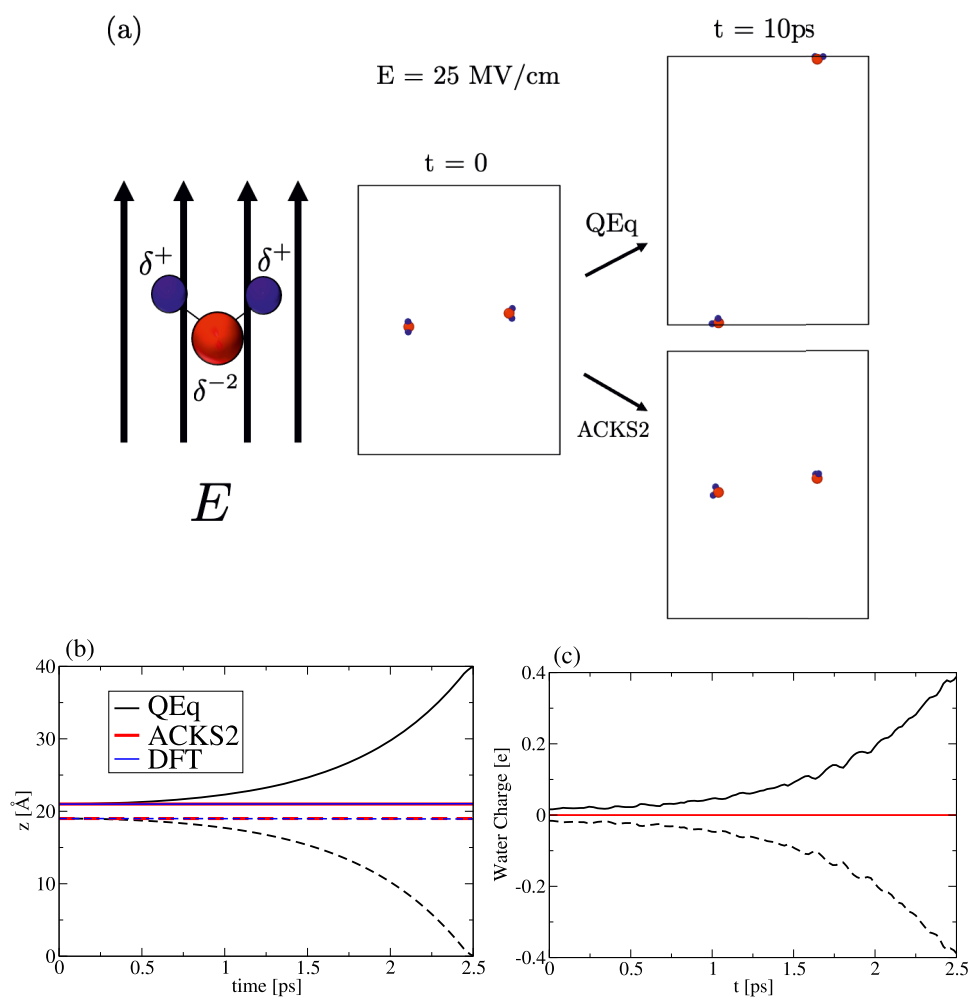 (a)
E = 25 MV/cm
t = 10ps
t = 0
QEq
ACKS2
δ⁺
δ⁺
δ⁻²
E
(b)
40
30
20
10
0
z [Å]
QEq
ACKS2
DFT
0
0.5
1
1.5
2
2.5
time [ps]
(c)
0.4
0.2
0
-0.2
-0.4
Water Charge [e]
0
0.5
1
1.5
2
2.5
t [ps]